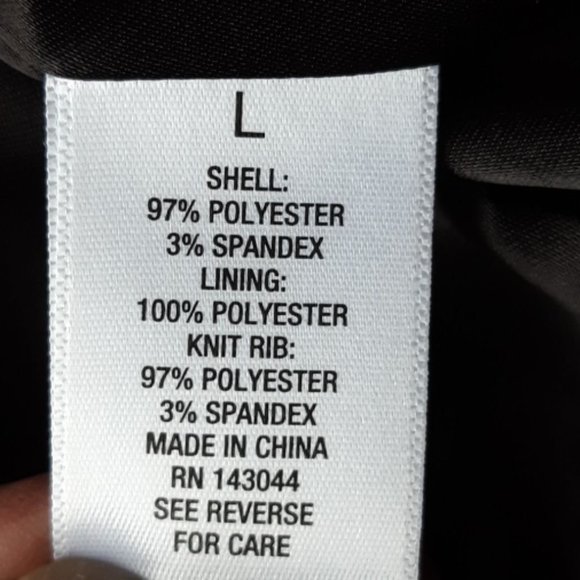 L
SHELL:
97% POLYESTER
3% SPANDEX
LINING:
100% POLYESTER
KNIT RIB:
97% POLYESTER
3% SPANDEX
MADE IN CHINA
RN 143044
SEE REVERSE
FOR CARE